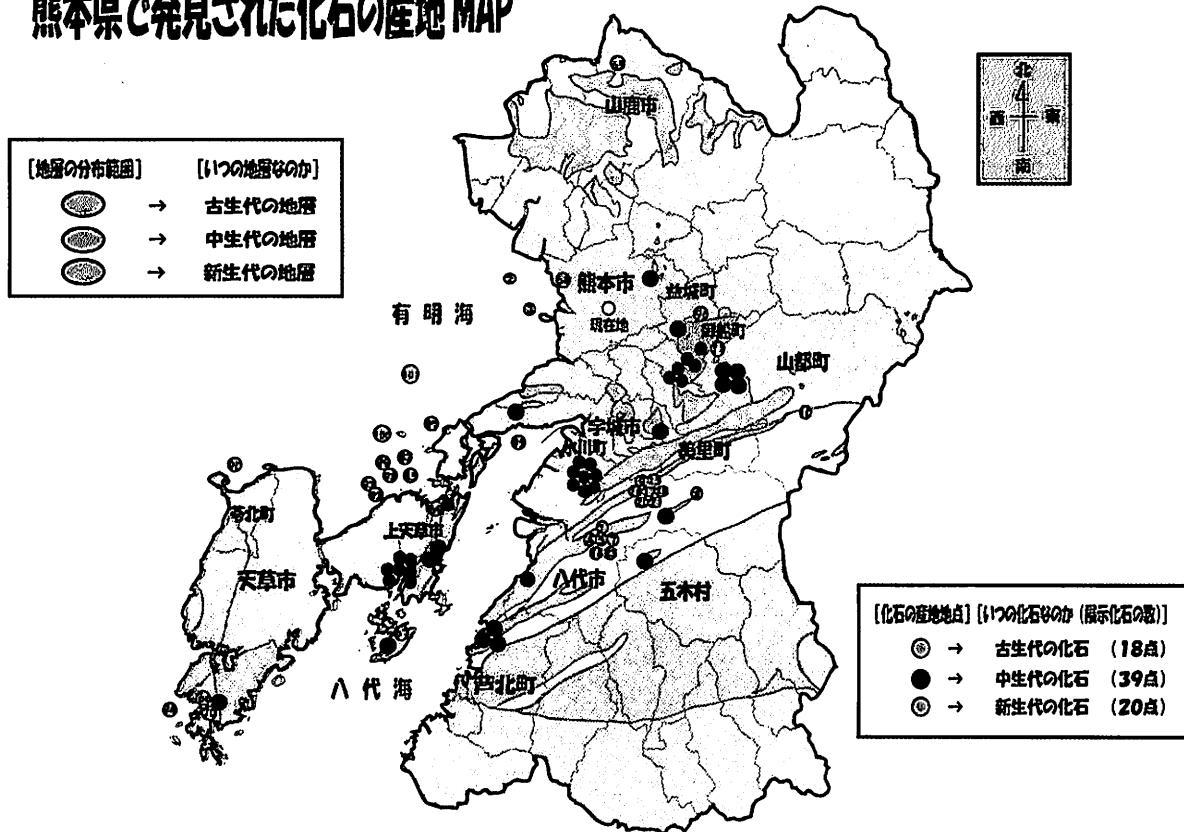 熊本県で発見された化石の産地 MAP
北
西 東
南
[地層の分布範囲] [いつの地層なのか]
→ 古生代の地層
→ 中生代の地層
→ 新生代の地層
山鹿市
熊本市
益城町
現在地
御船町
有明海
山都町
宇城市
氷川町
美里町
苓北町
上天草市
天草市
八代市
五木村
芦北町
八代海
[化石の産地地点] [いつの化石なのか (展示化石の数)]
→ 古生代の化石 (18点)
→ 中生代の化石 (39点)
→ 新生代の化石 (20点)